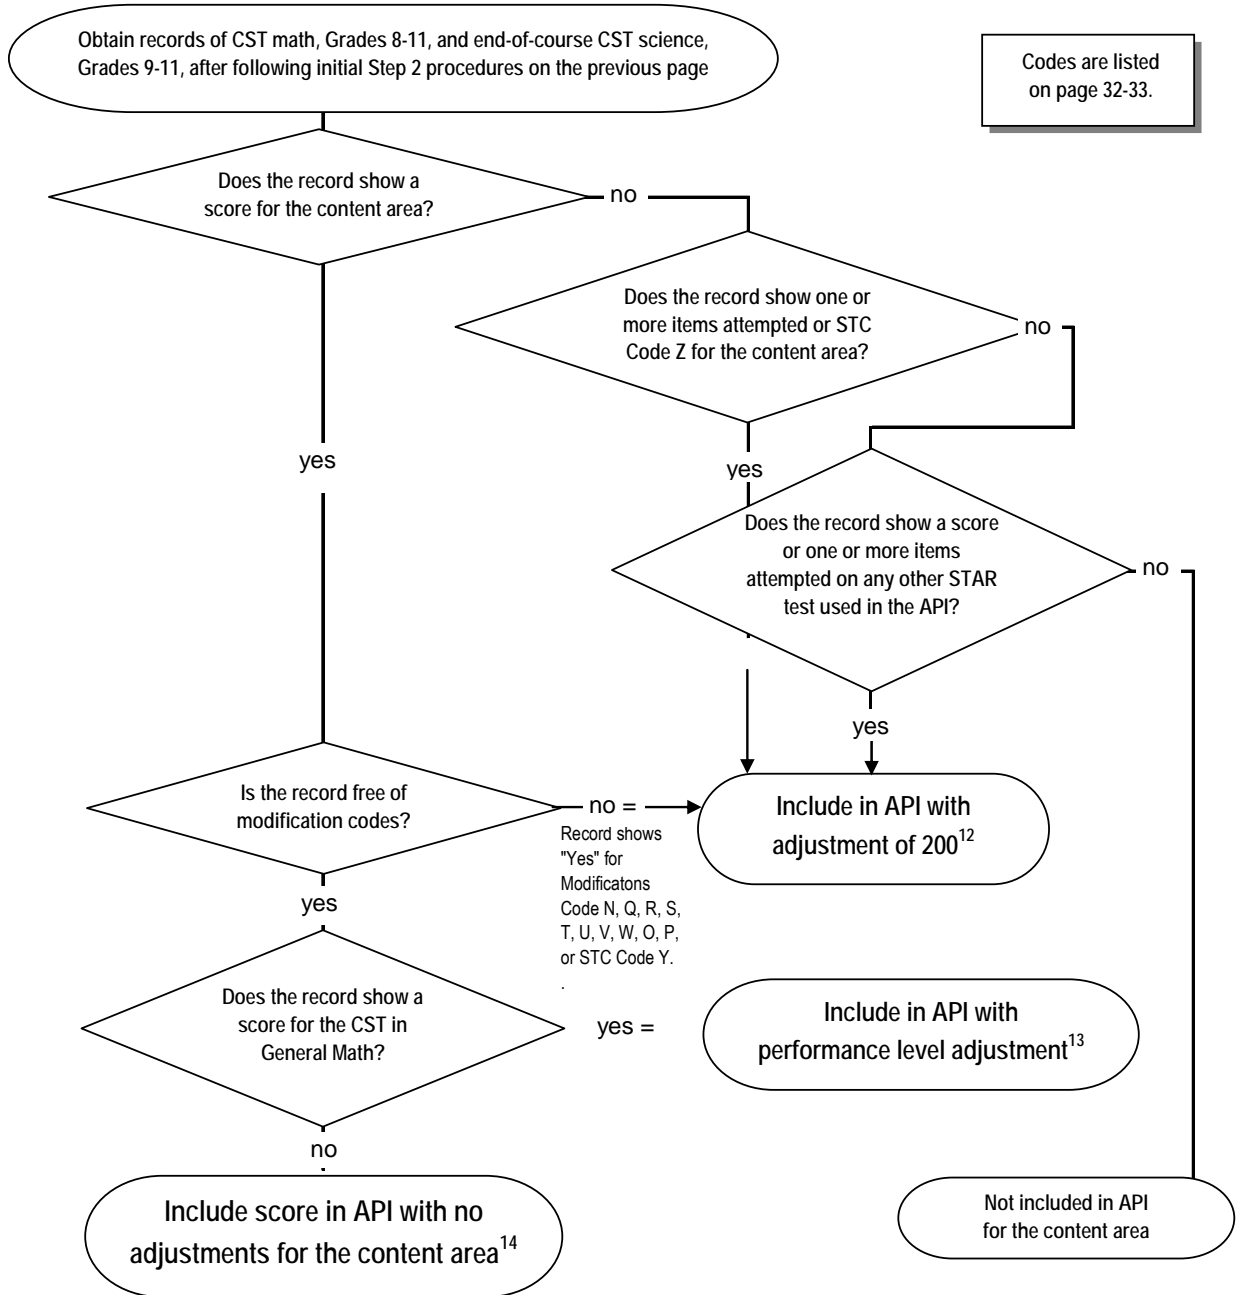 Obtain records of CST math, Grades 8-11, and end-of-course CST science,
Grades 9-11, after following initial Step 2 procedures on the previous page
Codes are listed
on page 32-33.
Does the record show a
score for the content area?
no
Does the record show one or
more items attempted or STC
Code Z for the content area?
no
yes
yes
Does the record show a score
or one or more items
attempted on any other STAR
test used in the API?
no
yes
Is the record free of
modification codes?
no =
Record shows
"Yes" for
Modificatons
Code N, Q, R, S,
T, U, V, W, O, P,
or STC Code Y.
.
Include in API with
adjustment of 200¹²
yes
Does the record show a
score for the CST in
General Math?
yes =
Include in API with
performance level adjustment¹³
no
Include score in API with no
adjustments for the content area¹⁴
Not included in API
for the content area